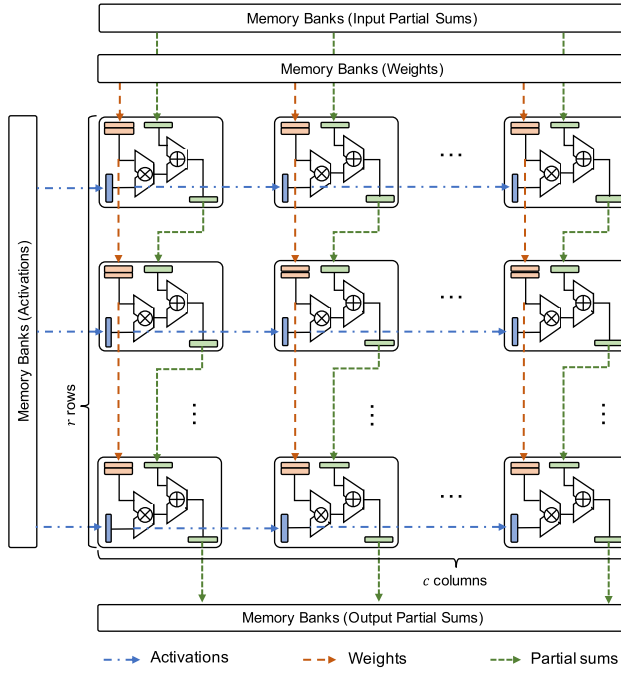 Memory Banks (Input Partial Sums)
Memory Banks (Weights)
Memory Banks (Activations)
r rows
...
...
...
...
...
...
c columns
Memory Banks (Output Partial Sums)
Activations
Weights
Partial sums